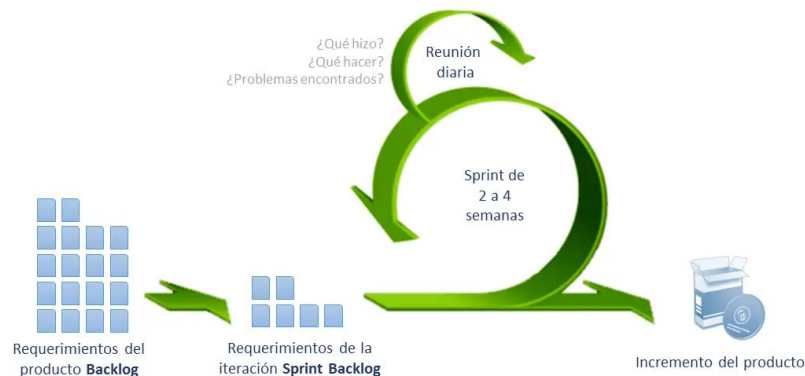 ¿Qué hizo?
¿Qué hacer?
¿Problemas encontrados?
Reunión
diaria
Sprint de
2 a 4
semanas
Requerimientos del
producto Backlog
Requerimientos de la
iteración Sprint Backlog
Incremento del producto